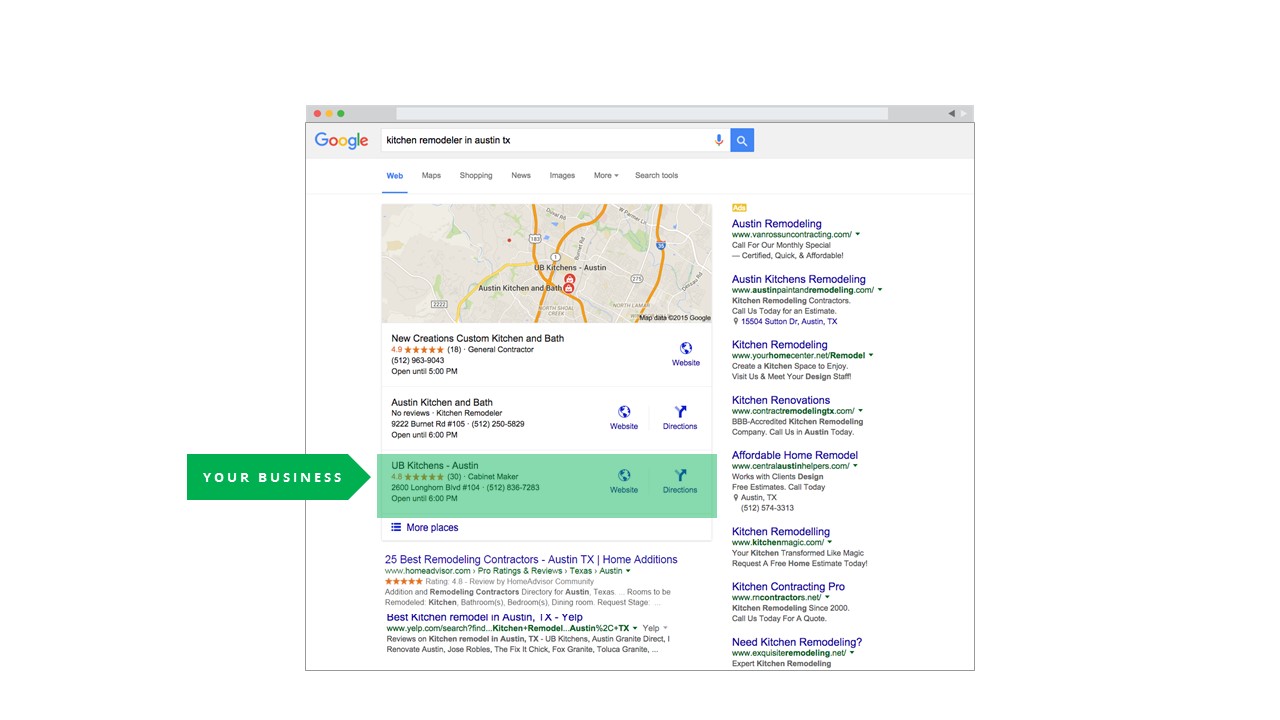 Google
kitchen remodeler in austin tx
Web Maps Shopping News Images More Search tools
Duval Rd
W Parmer Ln
183
1
Burnet Rd
UB Kitchens - Austin
275
Austin Kitchen and Bath
2222
NORTH SHOAL CREEK
NORTH LAMAR
Map data ©2015 Google
New Creations Custom Kitchen and Bath
4.9 ★★★★★ (18) · General Contractor
(512) 963-9043
Open until 5:00 PM
Website
Austin Kitchen and Bath
No reviews · Kitchen Remodeler
9222 Burnet Rd #105 · (512) 250-5829
Open until 6:00 PM
Website
Directions
YOUR BUSINESS
UB Kitchens - Austin
4.8 ★★★★★ (30) · Cabinet Maker
2600 Longhorn Blvd #104 · (512) 836-7283
Open until 6:00 PM
Website
Directions
More places
25 Best Remodeling Contractors - Austin TX | Home Additions
www.homeadvisor.com › Pro Ratings & Reviews › Texas › Austin
★★★★★ Rating: 4.8 - Review by HomeAdvisor Community
Addition and Remodeling Contractors Directory for Austin, Texas. ... Rooms to be
Remodeled: Kitchen, Bathroom(s), Bedroom(s), Dining room. Request Stage: ...
Best Kitchen remodel in Austin, TX - Yelp
www.yelp.com/search?find...Kitchen+Remodel...Austin%2C+TX Yelp
Reviews on Kitchen remodel in Austin, TX - UB Kitchens, Austin Granite Direct, I
Renovate Austin, Jose Robles, The Fix It Chick, Fox Granite, Toluca Granite, ...
Ads
Austin Remodeling
www.vanrossuncontracting.com/
Call For Our Monthly Special
— Certified, Quick, & Affordable!
Austin Kitchens Remodeling
www.austinpaintandremodeling.com/
Kitchen Remodeling Contractors.
Call Us Today for an Estimate.
15504 Sutton Dr, Austin, TX
Kitchen Remodeling
www.yourhomecenter.net/Remodel
Create a Kitchen Space to Enjoy.
Visit Us & Meet Your Design Staff!
Kitchen Renovations
www.contractremodelingtx.com/
BBB-Accredited Kitchen Remodeling
Company. Call Us in Austin Today.
Affordable Home Remodel
www.centralaustinhelpers.com/
Works with Clients Design
Free Estimates. Call Today
Austin, TX
(512) 574-3313
Kitchen Remodelling
www.kitchenmagic.com/
Your Kitchen Transformed Like Magic
Request A Free Home Estimate Today!
Kitchen Contracting Pro
www.rncontractors.net/
Kitchen Remodeling Since 2000.
Call Us Today For A Quote.
Need Kitchen Remodeling?
www.exquisiteremodeling.net/
Expert Kitchen Remodeling